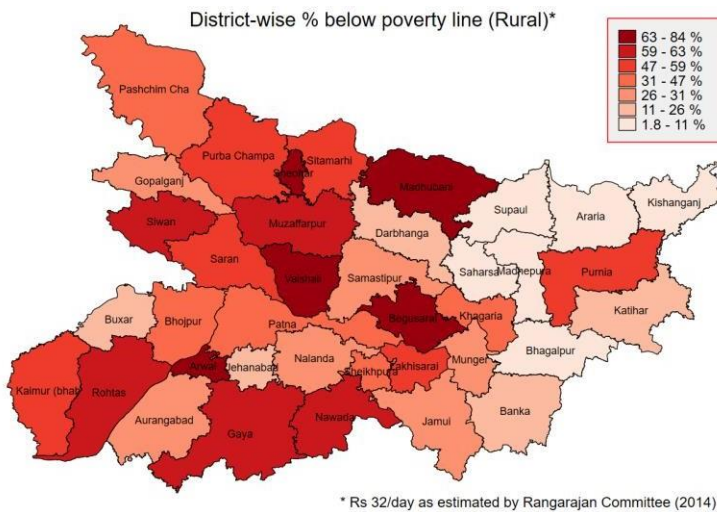 District-wise % below poverty line (Rural)*
63 - 84 %
59 - 63 %
47 - 59 %
31 - 47 %
26 - 31 %
11 - 26 %
1.8 - 11 %
Pashchim Cha
Purba Champa
Sitamarhi
Sheohar
Gopalganj
Madhubani
Siwan
Muzaffarpur
Darbhanga
Supaul
Araria
Kishanganj
Saran
Vaishali
Samastipur
Saharsa
Madhepura
Purnia
Buxar
Bhojpur
Patna
Begusarai
Khagaria
Katihar
Kaimur (bhab
Rohtas
Arwal
Jehanabad
Nalanda
Sheikhpura
Lakhisarai
Munger
Bhagalpur
Aurangabad
Gaya
Nawada
Jamui
Banka
* Rs 32/day as estimated by Rangarajan Committee (2014)